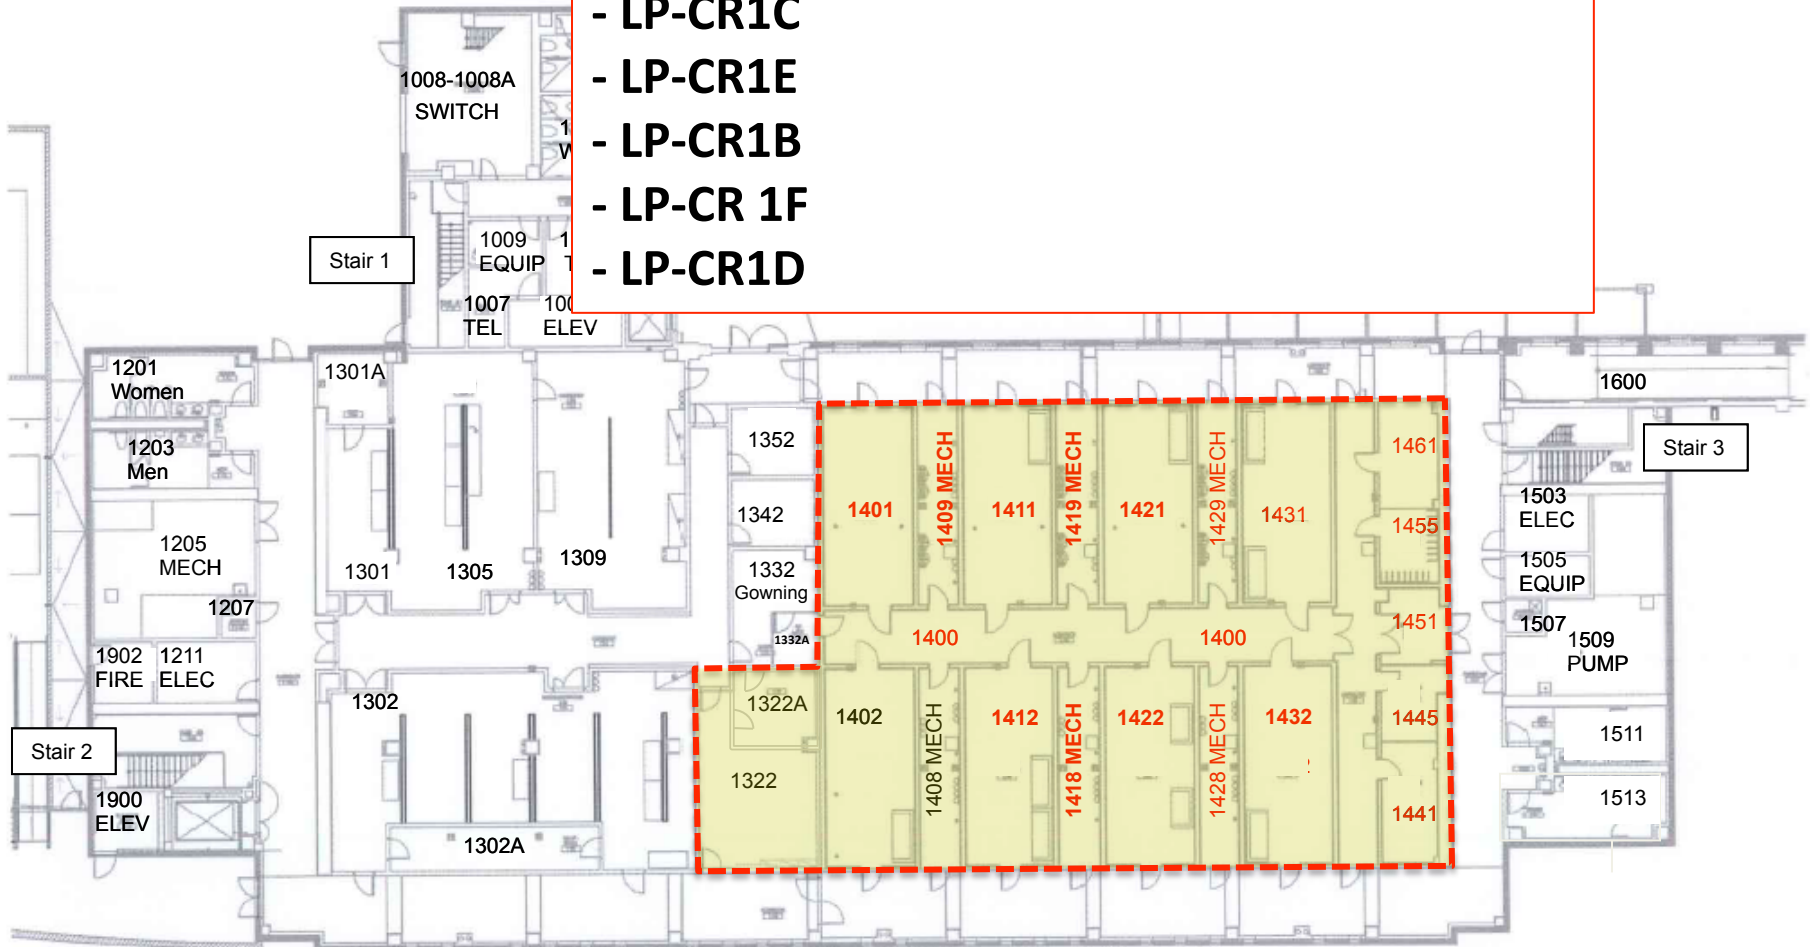 - LP-CR1C
- LP-CR1E
- LP-CR1B
- LP-CR 1F
- LP-CR1D
1008-1008A
SWITCH
Stair 1
1009
EQUIP
1007
TEL
ELEV
1201
Women
1203
Men
1205
MECH
1207
1902
FIRE
1211
ELEC
Stair 2
1900
ELEV
1301A
1301
1305
1309
1302
1302A
1352
1342
1332
Gowning
1332A
1322A
1322
1401
1409 MECH
1411
1419 MECH
1421
1429 MECH
1431
1461
1455
1451
1400
1400
1402
1408 MECH
1412
1418 MECH
1422
1428 MECH
1432
1445
1441
1600
Stair 3
1503
ELEC
1505
EQUIP
1507
1509
PUMP
1511
1513